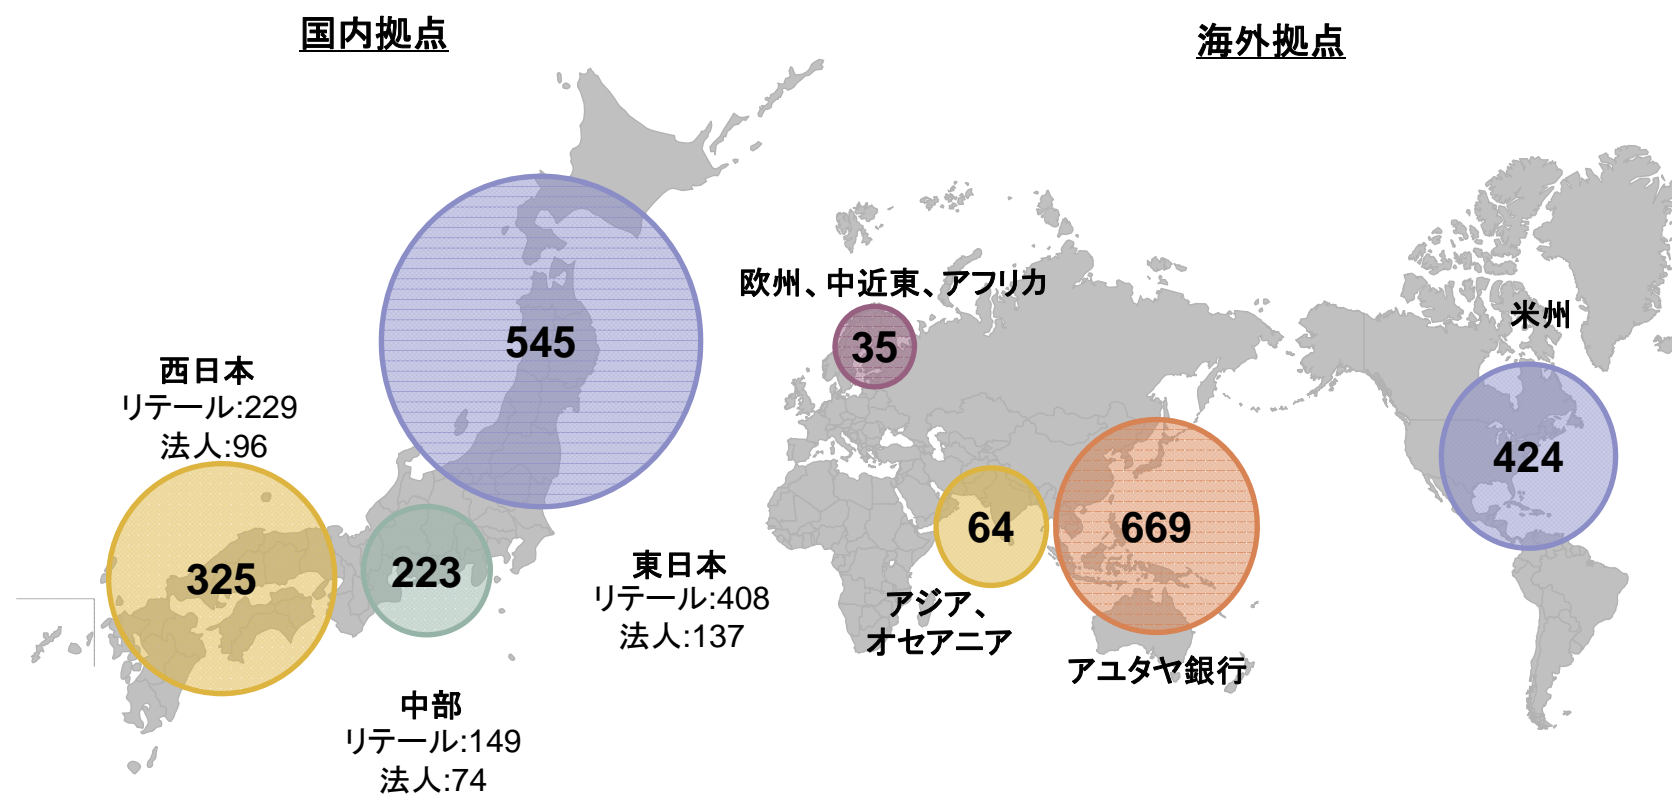 国内拠点
545
西日本
リテール:229
法人:96
325
223
東日本
リテール:408
法人:137
中部
リテール:149
法人:74
海外拠点
欧州、中近東、アフリカ
35
米州
424
64
アジア、
オセアニア
669
アユタヤ銀行